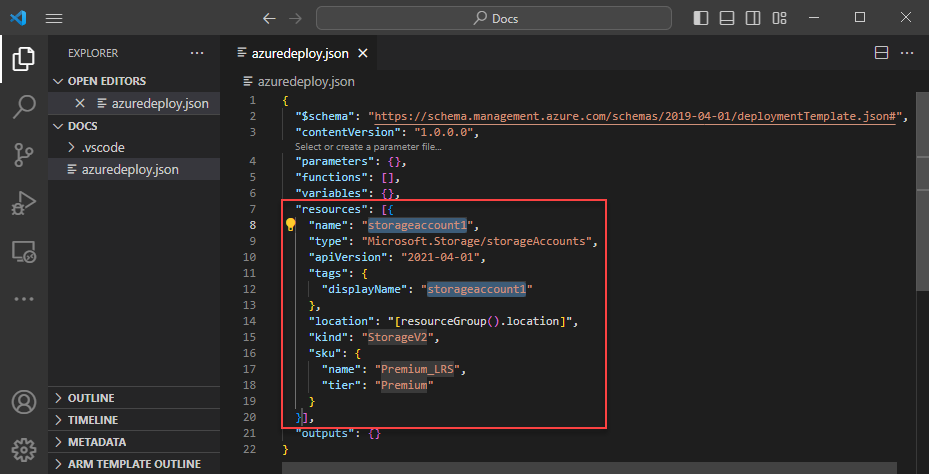 Docs
EXPLORER
OPEN EDITORS
azuredeploy.json
DOCS
.vscode
azuredeploy.json
OUTLINE
TIMELINE
METADATA
ARM TEMPLATE OUTLINE
azuredeploy.json
azuredeploy.json
1 {
2 "$schema": "https://schema.management.azure.com/schemas/2019-04-01/deploymentTemplate.json#",
3 "contentVersion": "1.0.0.0",
Select or create a parameter file...
4 "parameters": {},
5 "functions": [],
6 "variables": {},
7 "resources": [{
8 "name": "storageaccount1",
9 "type": "Microsoft.Storage/storageAccounts",
10 "apiVersion": "2021-04-01",
11 "tags": {
12 "displayName": "storageaccount1"
13 },
14 "location": "[resourceGroup().location]",
15 "kind": "StorageV2",
16 "sku": {
17 "name": "Premium_LRS",
18 "tier": "Premium"
19 }
20 }],
21 "outputs": {}
22 }